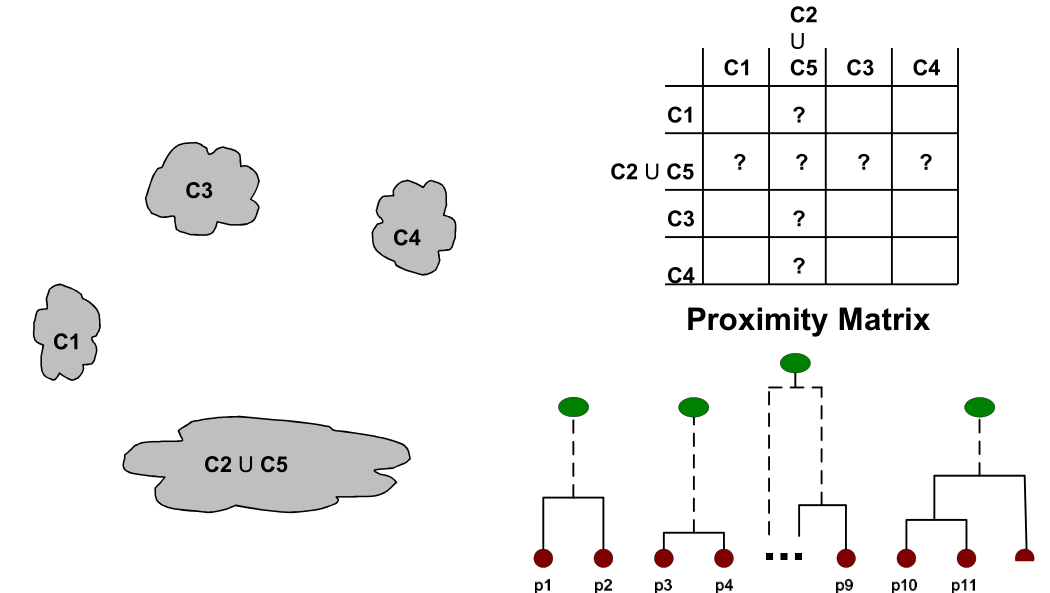 C2
U
C1 C5 C3 C4
C1 ?
C2 U C5 ? ? ? ?
C3 ?
C4 ?
Proximity Matrix
C3
C4
C1
C2 U C5
...
p1 p2 p3 p4 p9 p10 p11